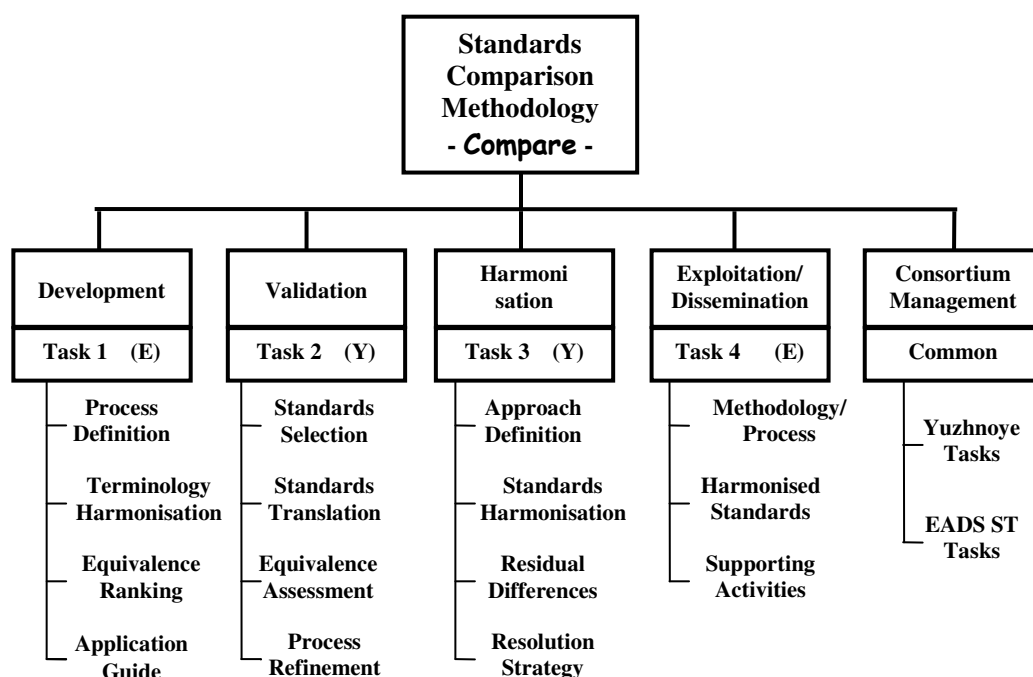 Standards
Comparison
Methodology
- Compare -
Development
Task 1 (E)
Process
Definition
Terminology
Harmonisation
Equivalence
Ranking
Application
Guide
Validation
Task 2 (Y)
Standards
Selection
Standards
Translation
Equivalence
Assessment
Process
Refinement
Harmoni
sation
Task 3 (Y)
Approach
Definition
Standards
Harmonisation
Residual
Differences
Resolution
Strategy
Exploitation/
Dissemination
Task 4 (E)
Methodology/
Process
Harmonised
Standards
Supporting
Activities
Consortium
Management
Common
Yuzhnoye
Tasks
EADS ST
Tasks